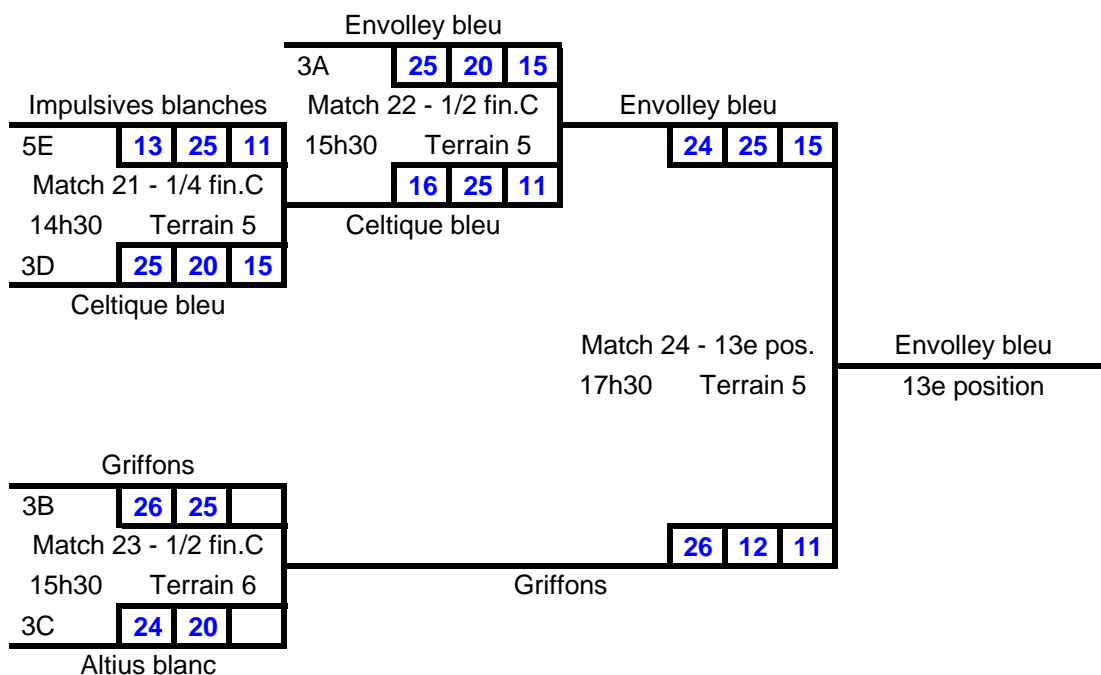 Envolley bleu
3A 25 20 15
Impulsives blanches Match 22 - 1/2 fin.C Envolley bleu
5E 13 25 11 15h30 Terrain 5 24 25 15
Match 21 - 1/4 fin.C 16 25 11
14h30 Terrain 5 Celtique bleu
3D 25 20 15
Celtique bleu
Match 24 - 13e pos. Envolley bleu
17h30 Terrain 5 13e position
Griffons
3B 26 25
Match 23 - 1/2 fin.C 26 12 11
15h30 Terrain 6 Griffons
3C 24 20
Altius blanc